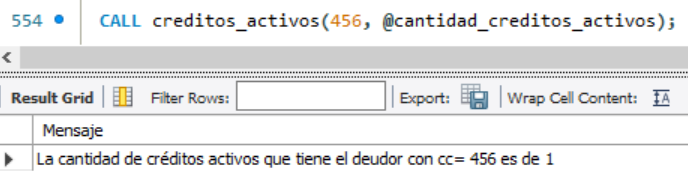 554 CALL creditos_activos(456, @cantidad_creditos_activos);
Result Grid Filter Rows: Export: Wrap Cell Content: IA
Mensaje
La cantidad de créditos activos que tiene el deudor con cc= 456 es de 1